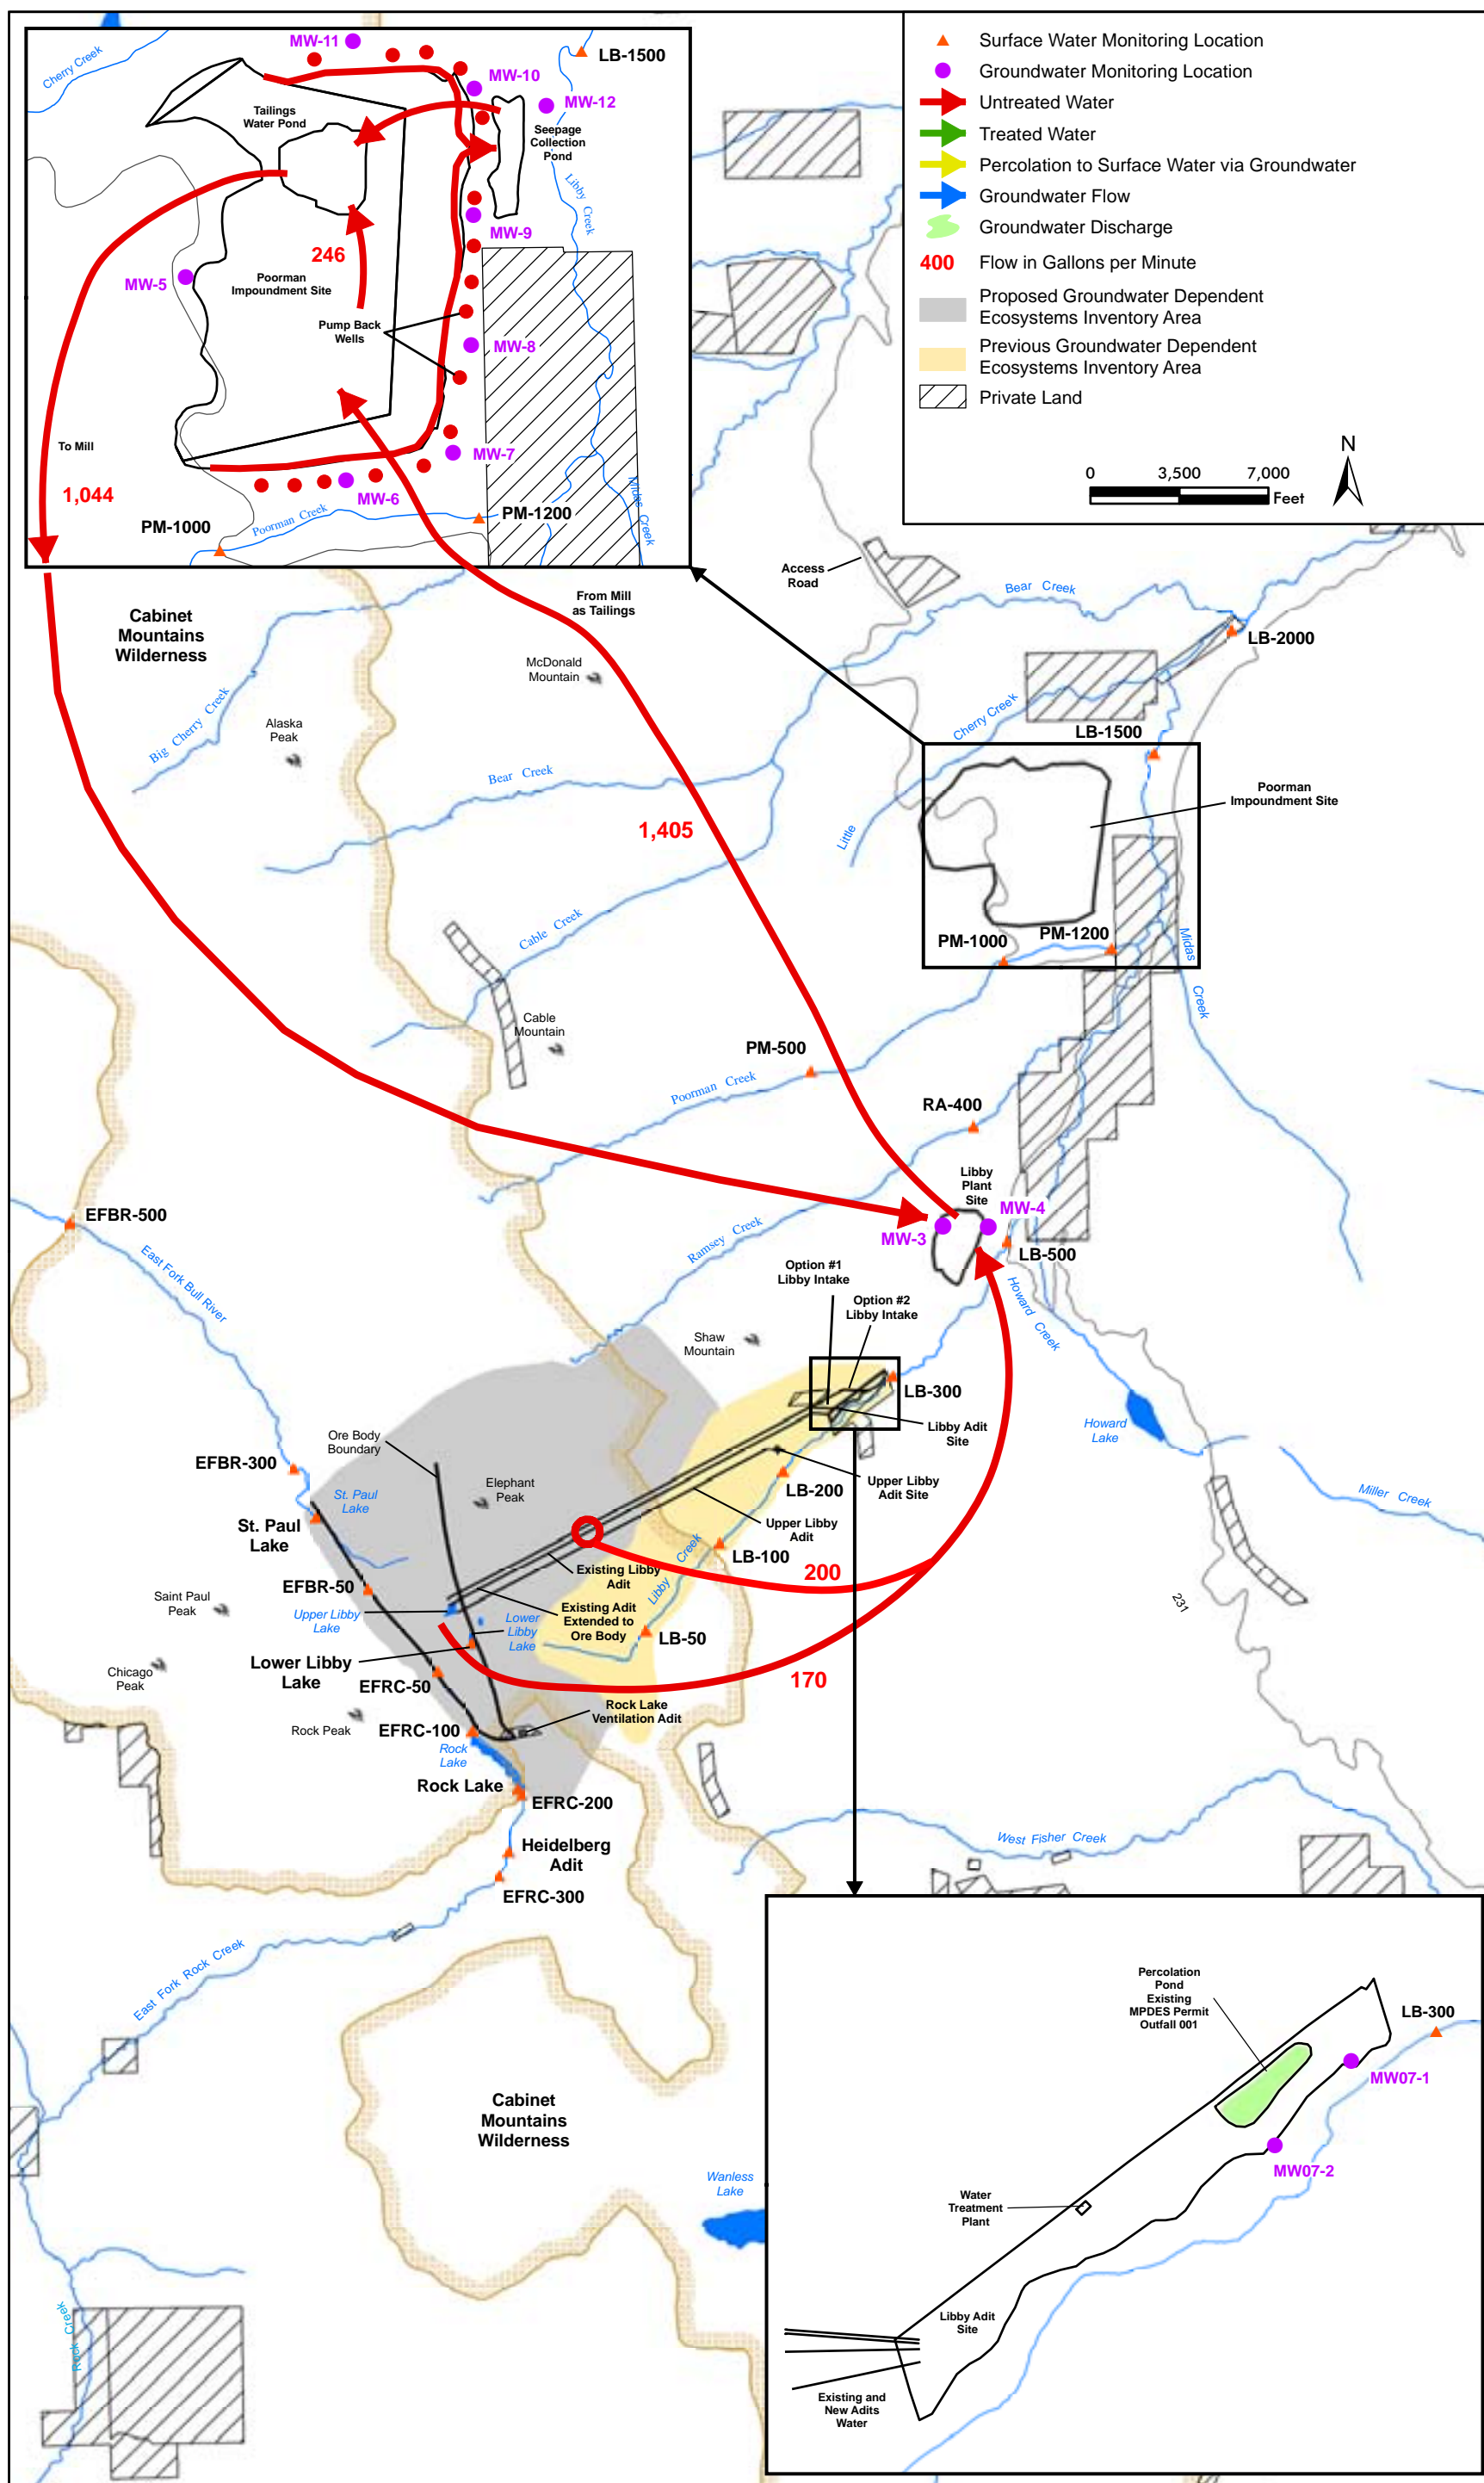 Surface Water Monitoring Location
Groundwater Monitoring Location
Untreated Water
Treated Water
Percolation to Surface Water via Groundwater
Groundwater Flow
Groundwater Discharge
400 Flow in Gallons per Minute
Proposed Groundwater Dependent
Ecosystems Inventory Area
Previous Groundwater Dependent
Ecosystems Inventory Area
Private Land
N
0 3,500 7,000
Feet
Cherry Creek
MW-11
LB-1500
MW-10
MW-12
Tailings
Water Pond
Seepage
Collection
Pond
Libby Creek
MW-9
246
MW-5
Poorman
Impoundment Site
Pump Back
Wells
MW-8
To Mill
1,044
MW-7
MW-6
PM-1000
Poorman Creek
PM-1200
Midas Creek
Access
Road
Bear Creek
LB-2000
From Mill
as Tailings
Cabinet
Mountains
Wilderness
McDonald
Mountain
Big Cherry Creek
Alaska
Peak
Cherry Creek
LB-1500
Bear Creek
Poorman
Impoundment Site
1,405
Little
Cable Creek
PM-1000
PM-1200
Midas
Creek
Cable
Mountain
PM-500
Poorman Creek
RA-400
Libby
Plant
Site
MW-4
EFBR-500
MW-3
LB-500
East Fork Bull River
Ramsey Creek
Option #1
Libby Intake
Option #2
Libby Intake
Howard Creek
Shaw
Mountain
LB-300
Howard
Lake
Libby Adit
Site
Ore Body
Boundary
EFBR-300
Elephant
Peak
St. Paul
Lake
Upper Libby
Adit Site
LB-200
Miller Creek
St. Paul
Lake
Upper Libby
Adit
LB-100
Existing Libby
Adit
200
Libby Creek
EFBR-50
Saint Paul
Peak
Upper Libby
Lake
Existing Adit
Extended to
Ore Body
Lower
Libby
Lake
231
LB-50
Lower Libby
Lake
Chicago
Peak
EFRC-50
170
Rock Lake
Ventilation Adit
Rock Peak
EFRC-100
Rock
Lake
Rock Lake
EFRC-200
West Fisher Creek
Heidelberg
Adit
EFRC-300
East Fork Rock Creek
Percolation
Pond
Existing
MPDES Permit
Outfall 001
LB-300
MW07-1
Cabinet
Mountains
Wilderness
MW07-2
Wanless
Lake
Water
Treatment
Plant
Rock Creek
Libby Adit
Site
Existing and
New Adits
Water